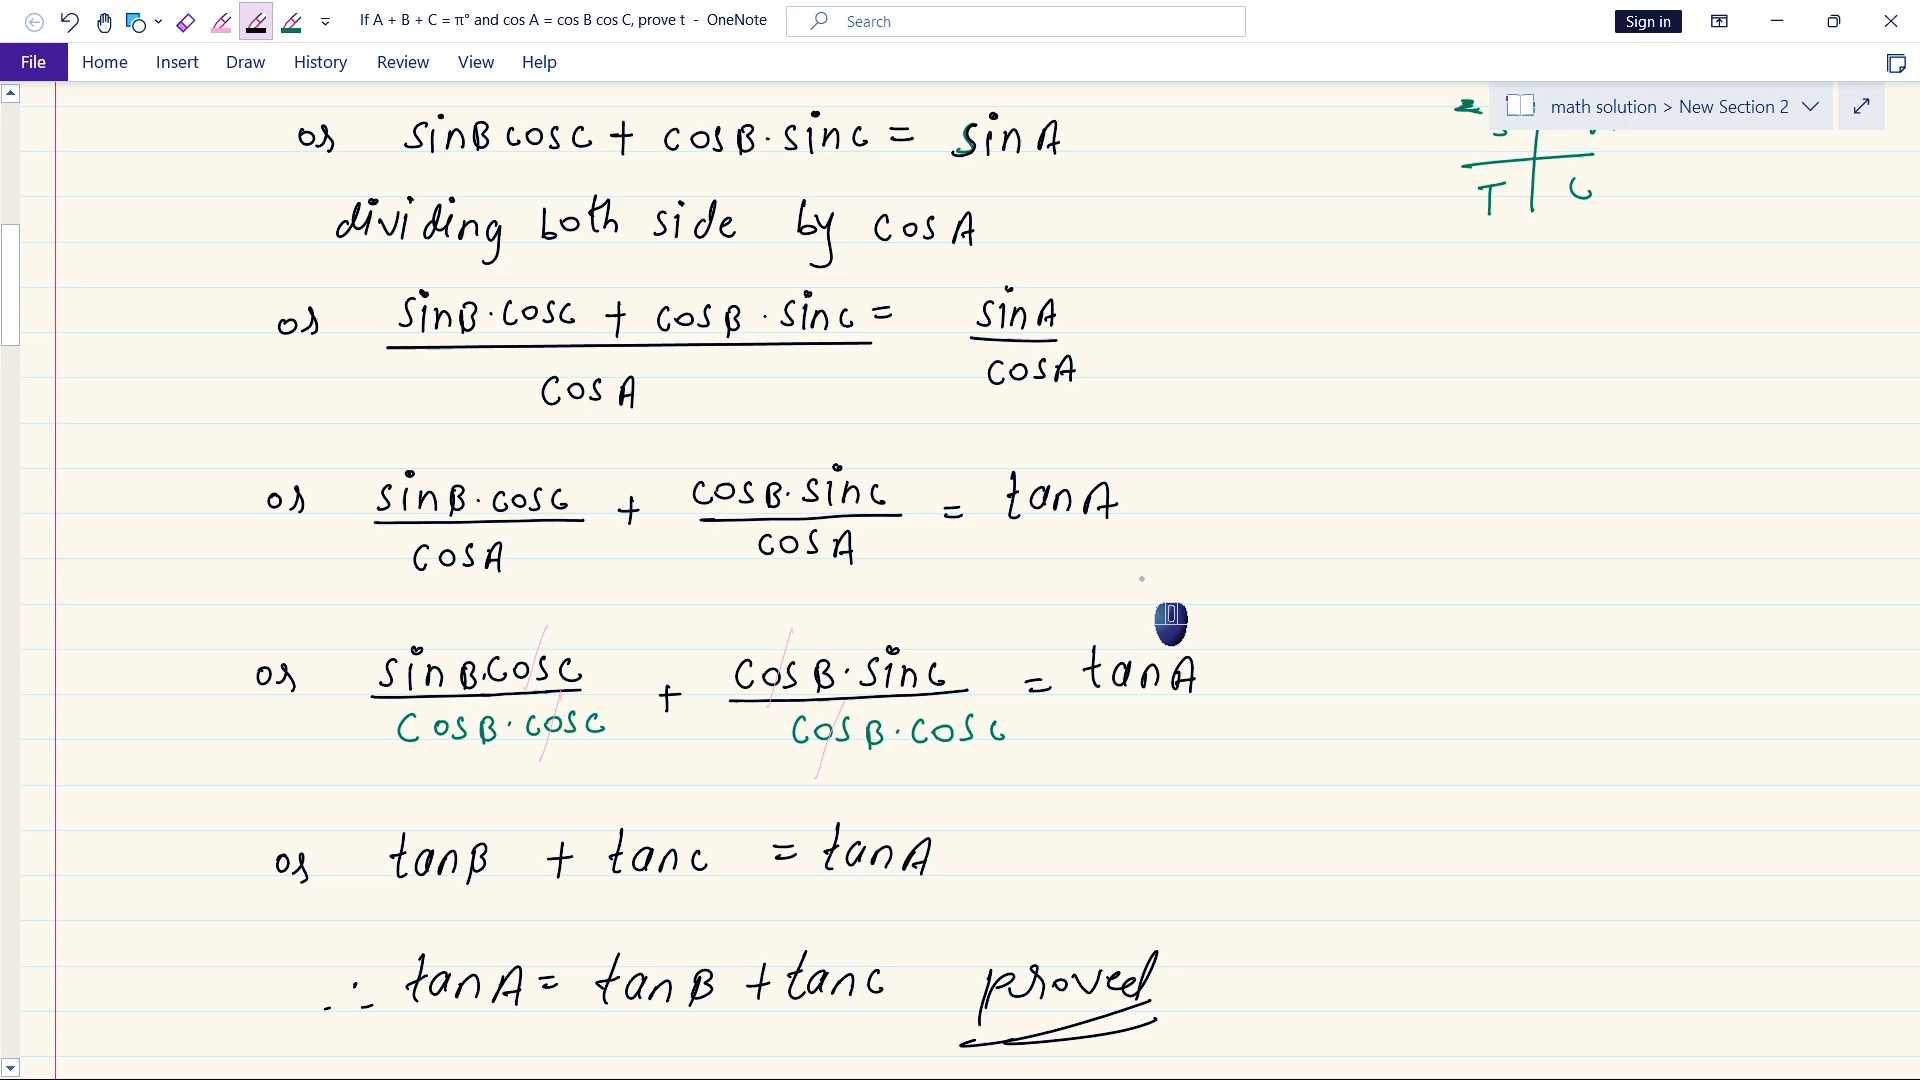 If A + B + C = π° and cos A = cos B cos C, prove t - OneNote
Search
Sign in
File Home Insert Draw History Review View Help
math solution > New Section 2
T C
or sinB cosC + cosB·sinC = sinA
dividing both side by cosA
or sinB·cosC + cosB·sinC = sinA
cosA cosA
or sinB·cosC + cosB·sinC = tanA
cosA cosA
or sinB·cosC + cosB·sinC = tanA
cosB·cosC cosB·cosC
or tanB + tanC = tanA
∴ tanA = tanB + tanC proved